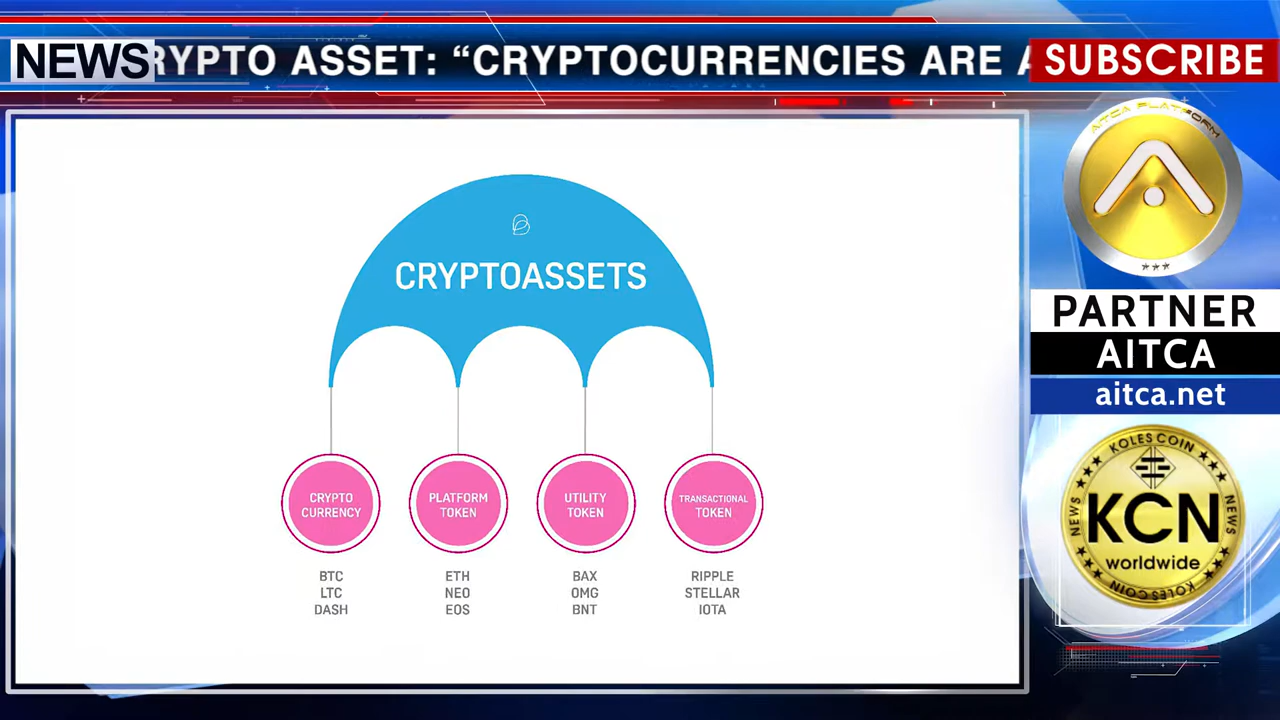 NEWS
RYPTO ASSET: “CRYPTOCURRENCIES ARE A
SUBSCRIBE
CRYPTOASSETS
CRYPTO
CURRENCY
PLATFORM
TOKEN
UTILITY
TOKEN
TRANSACTIONAL
TOKEN
BTC
LTC
DASH
ETH
NEO
EOS
BAX
OMG
BNT
RIPPLE
STELLAR
IOTA
AITCA PLATFORM
PARTNER
AITCA
aitca.net
KOLES COIN
NEWS
KCN
NEWS
worldwide
KOLES COIN